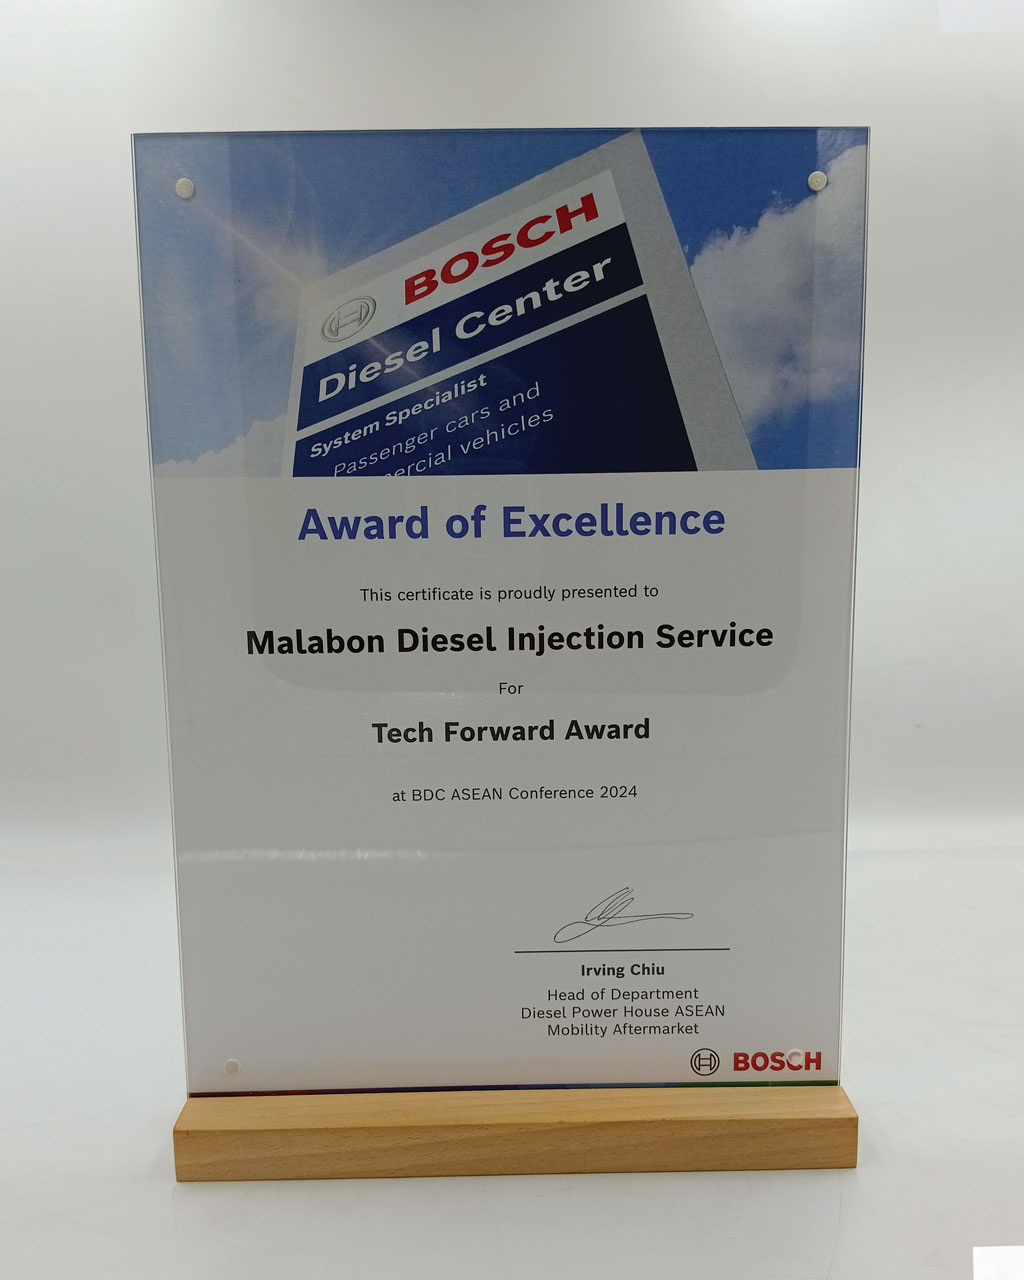 BOSCH
Diesel Center
System Specialist
Passenger cars and
ercial vehicles
Award of Excellence
This certificate is proudly presented to
Malabon Diesel Injection Service
For
Tech Forward Award
at BDC ASEAN Conference 2024
Irving Chiu
Head of Department
Diesel Power House ASEAN
Mobility Aftermarket
BOSCH